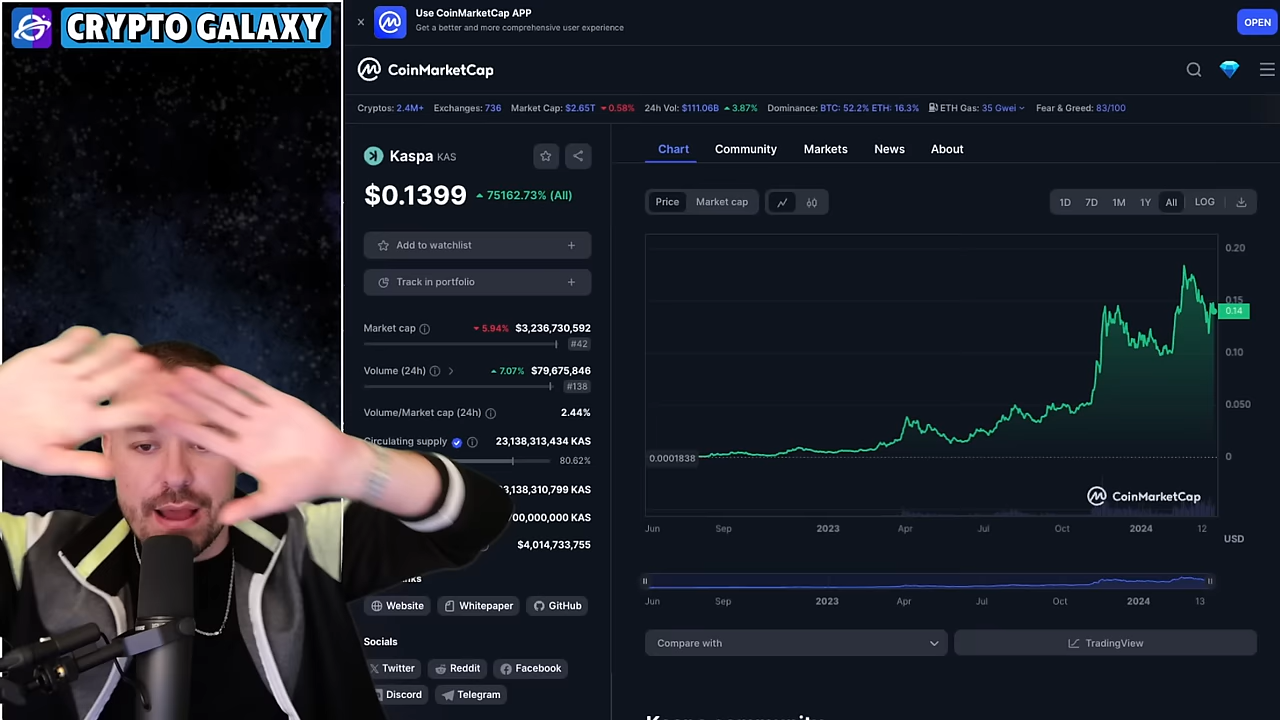 CRYPTO GALAXY
Use CoinMarketCap APP
Get a better and more comprehensive user experience
OPEN
CoinMarketCap
Cryptos: 2.4M+ Exchanges: 736 Market Cap: $2.65T 0.58% 24h Vol: $111.06B 3.87% Dominance: BTC: 52.2% ETH: 16.3% ETH Gas: 35 Gwei Fear & Greed: 83/100
Kaspa KAS
$0.1399 75162.73% (All)
Add to watchlist +
Track in portfolio +
Market cap 5.94% $3,236,730,592
#42
Volume (24h) 7.07% $79,675,846
#138
Volume/Market cap (24h) 2.44%
Circulating supply 23,138,313,434 KAS
80.62%
3,138,310,799 KAS
00,000,000 KAS
$4,014,733,755
Website Whitepaper GitHub
Socials
Twitter Reddit Facebook
Discord Telegram
Chart Community Markets News About
Price Market cap
1D 7D 1M 1Y All LOG
0.20
0.15
0.14
0.10
0.050
0
0.0001838
CoinMarketCap
Jun Sep 2023 Apr Jul Oct 2024 12
USD
Jun Sep 2023 Apr Jul Oct 2024 13
Compare with
TradingView